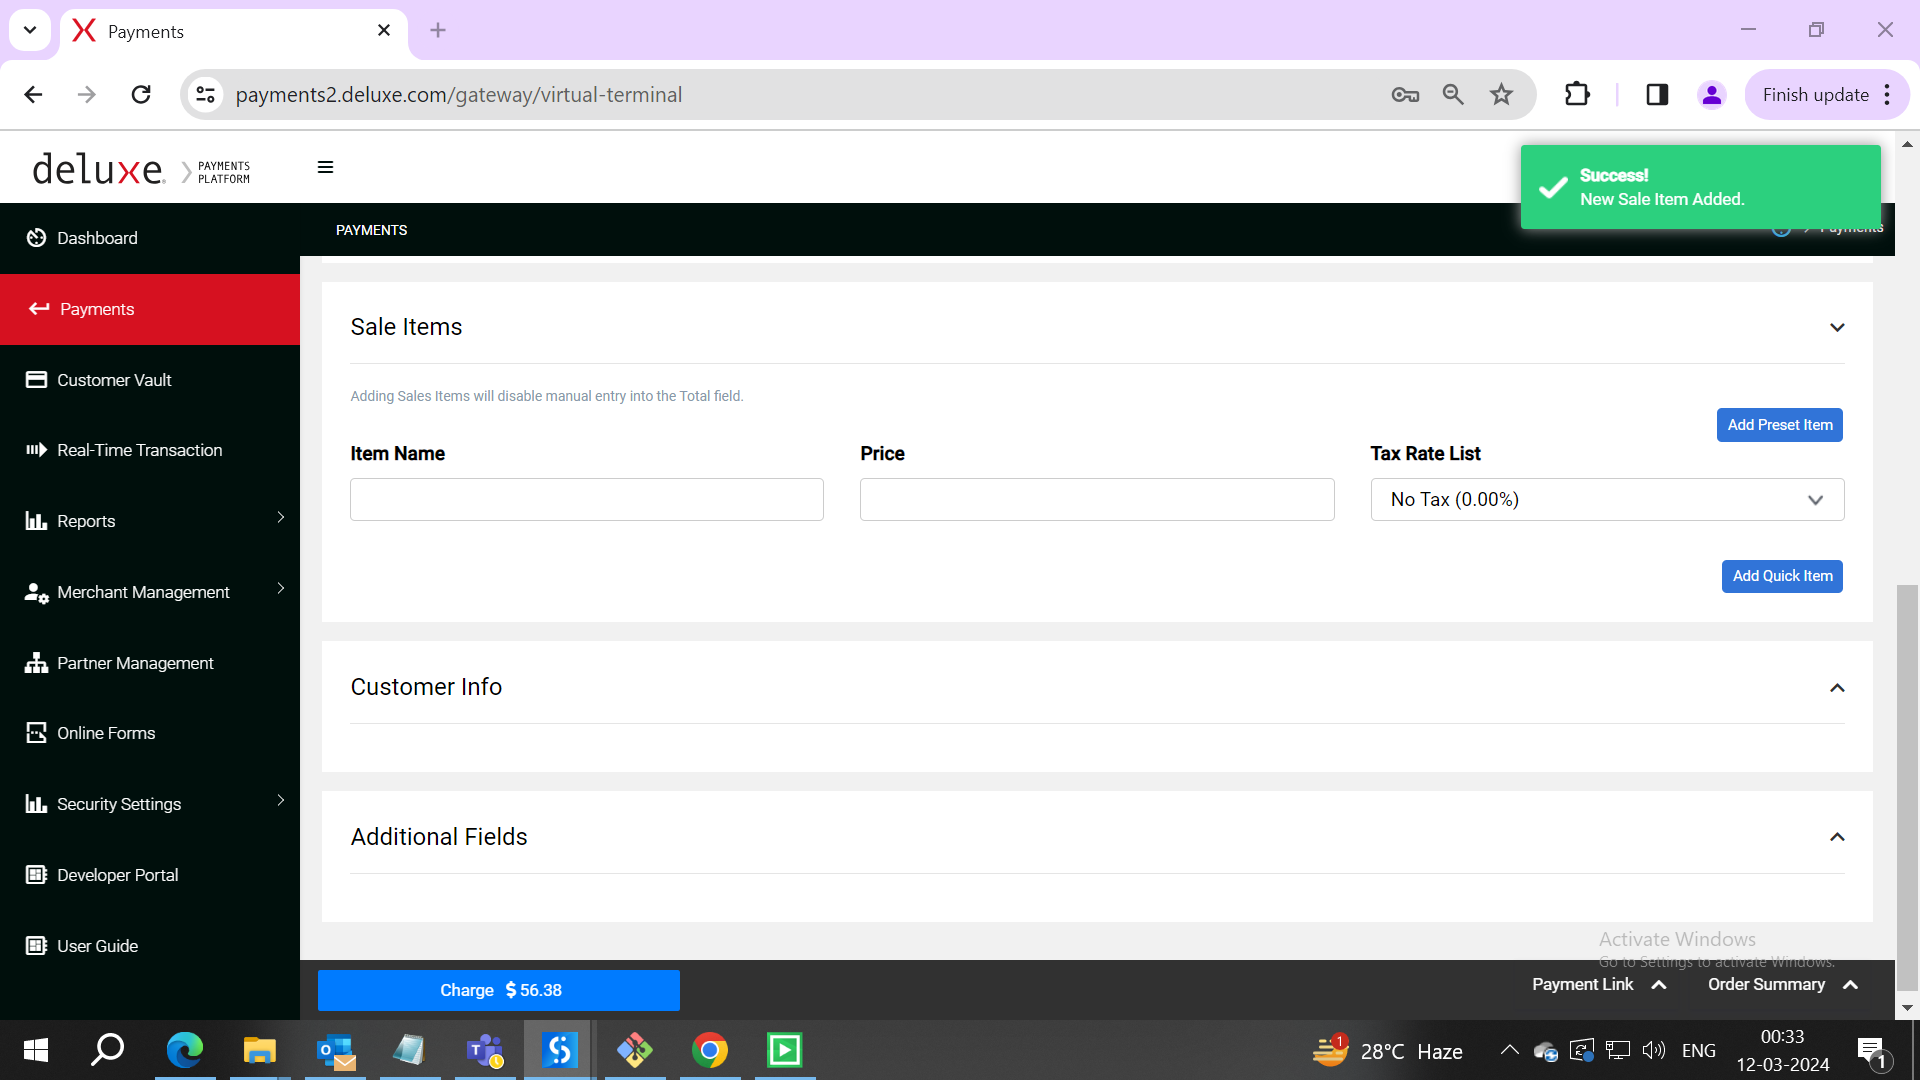 Payments
payments2.deluxe.com/gateway/virtual-terminal
Finish update
deluxe.
PAYMENTS
PLATFORM
Success!
New Sale Item Added.
PAYMENTS
Payments
Dashboard
Payments
Customer Vault
Real-Time Transaction
Reports
Merchant Management
Partner Management
Online Forms
Security Settings
Developer Portal
User Guide
Sale Items
Adding Sales Items will disable manual entry into the Total field.
Add Preset Item
Item Name
Price
Tax Rate List
No Tax (0.00%)
Add Quick Item
Customer Info
Additional Fields
Activate Windows
Go to Settings to activate Windows.
Charge $ 56.38
Payment Link
Order Summary
1
28°C Haze
ENG
00:33
12-03-2024
1